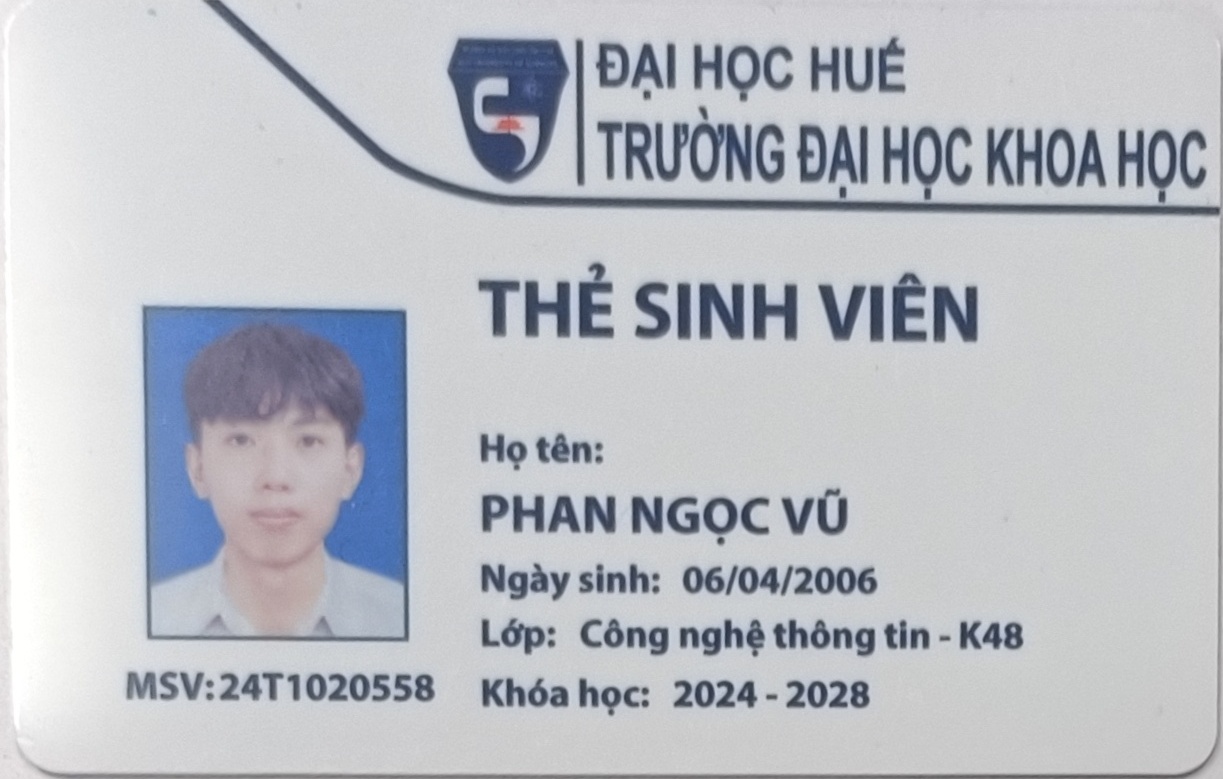 ĐẠI HỌC HUẾ
TRƯỜNG ĐẠI HỌC KHOA HỌC
THẺ SINH VIÊN
Họ tên:
PHAN NGỌC VŨ
Ngày sinh: 06/04/2006
Lớp: Công nghệ thông tin - K48
MSV:24T1020558
Khóa học: 2024 - 2028